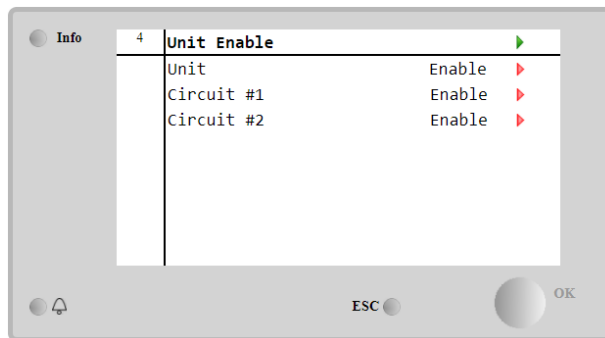 Info
4 Unit Enable
Unit Enable
Circuit #1 Enable
Circuit #2 Enable
ESC
OK